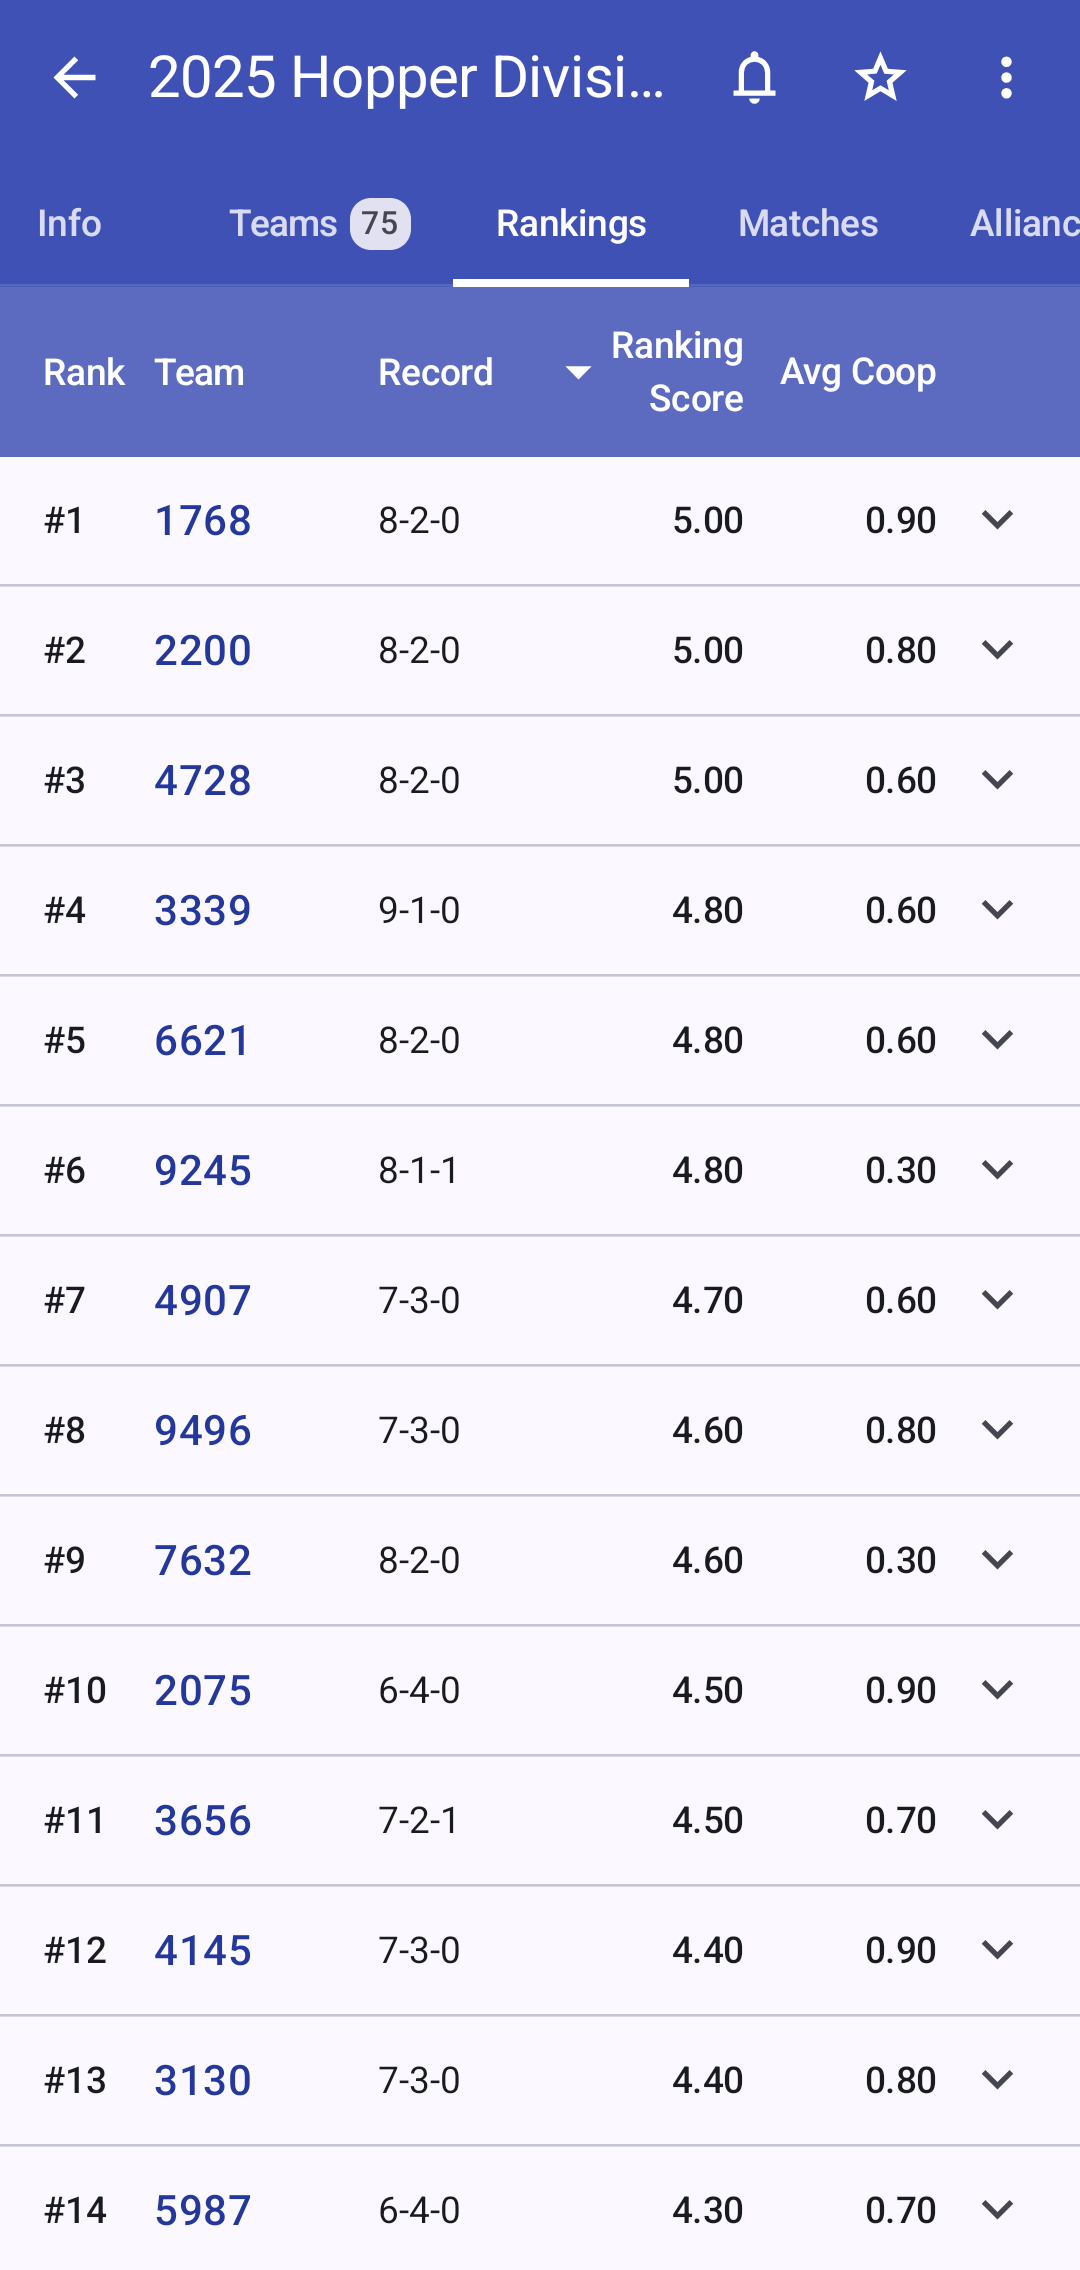 2025 Hopper Divisi...
Info Teams 75 Rankings Matches Allianc
Rank Team Record Ranking Score Avg Coop
#1 1768 8-2-0 5.00 0.90
#2 2200 8-2-0 5.00 0.80
#3 4728 8-2-0 5.00 0.60
#4 3339 9-1-0 4.80 0.60
#5 6621 8-2-0 4.80 0.60
#6 9245 8-1-1 4.80 0.30
#7 4907 7-3-0 4.70 0.60
#8 9496 7-3-0 4.60 0.80
#9 7632 8-2-0 4.60 0.30
#10 2075 6-4-0 4.50 0.90
#11 3656 7-2-1 4.50 0.70
#12 4145 7-3-0 4.40 0.90
#13 3130 7-3-0 4.40 0.80
#14 5987 6-4-0 4.30 0.70